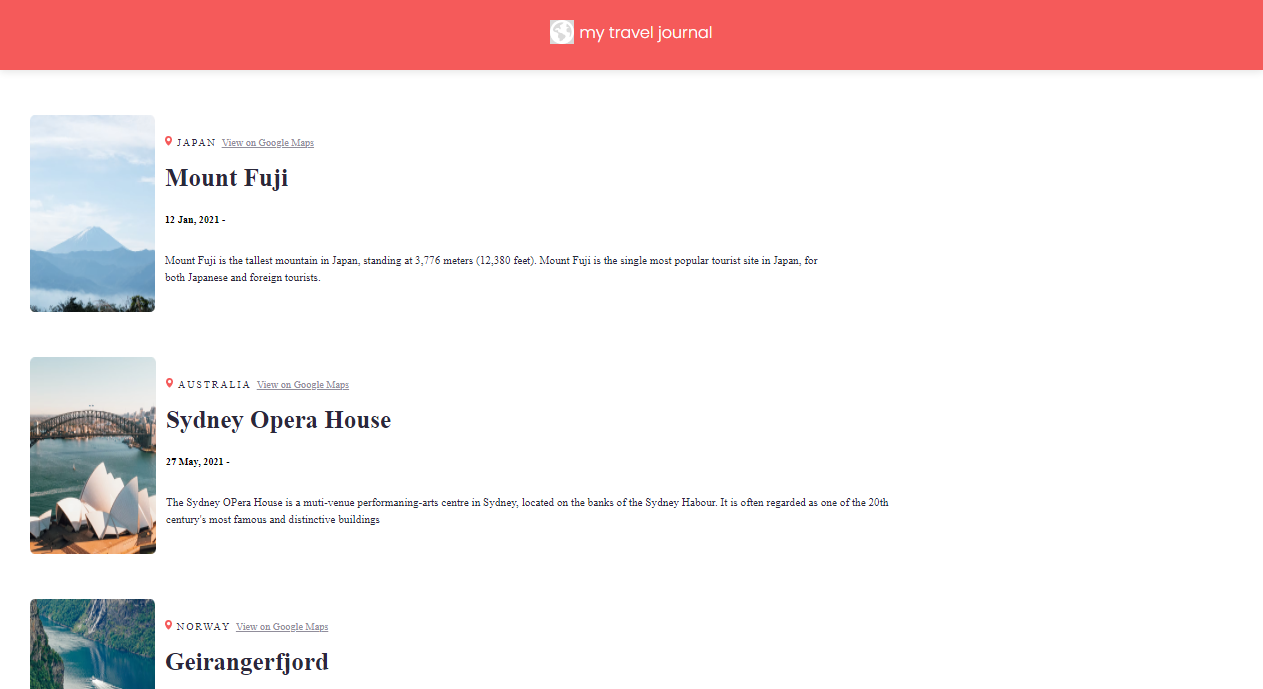 my travel journal
JAPAN View on Google Maps
Mount Fuji
12 Jan, 2021 -
Mount Fuji is the tallest mountain in Japan, standing at 3,776 meters (12,380 feet). Mount Fuji is the single most popular tourist site in Japan, for
both Japanese and foreign tourists.
AUSTRALIA View on Google Maps
Sydney Opera House
27 May, 2021 -
The Sydney OPera House is a muti-venue performaning-arts centre in Sydney, located on the banks of the Sydney Habour. It is often regarded as one of the 20th
century's most famous and distinctive buildings
NORWAY View on Google Maps
Geirangerfjord